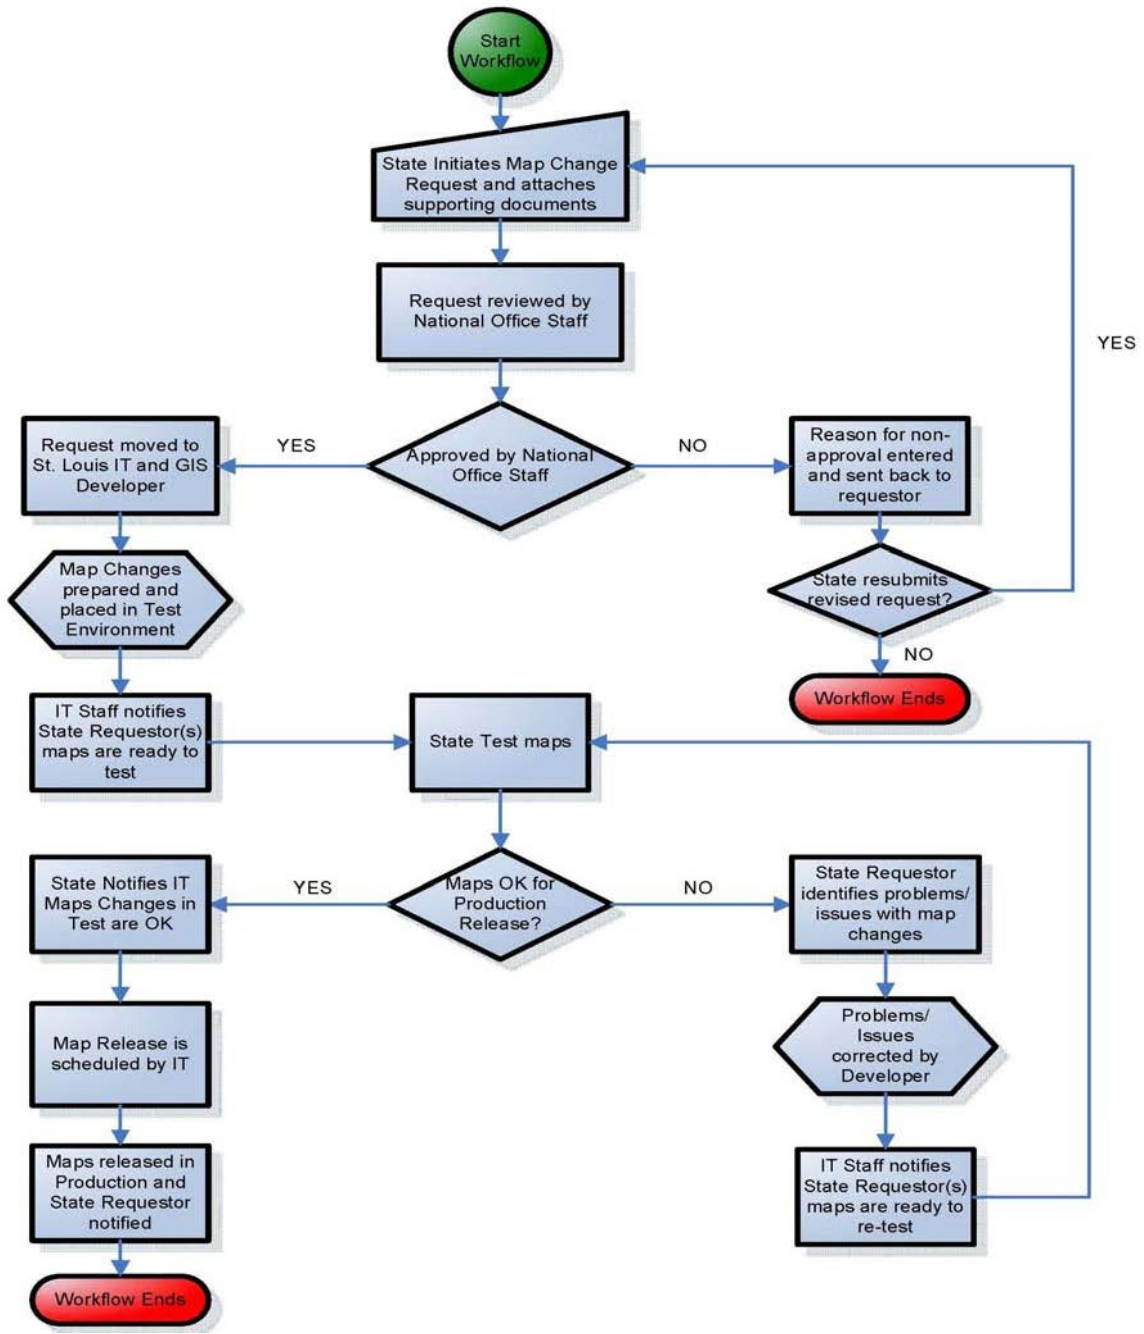 Start
Workflow
State Initiates Map Change
Request and attaches
supporting documents
Request reviewed by
National Office Staff
YES
Request moved to
St. Louis IT and GIS
Developer
YES
Approved by National
Office Staff
NO
Reason for non-
approval entered
and sent back to
requestor
Map Changes
prepared and
placed in Test
Environment
State resubmits
revised request?
NO
Workflow Ends
IT Staff notifies
State Requestor(s)
maps are ready to
test
State Test maps
State Notifies IT
Maps Changes in
Test are OK
YES
Maps OK for
Production
Release?
NO
State Requestor
identifies problems/
issues with map
changes
Map Release is
scheduled by IT
Problems/
Issues
corrected by
Developer
Maps released in
Production and
State Requestor
notified
IT Staff notifies
State Requestor(s)
maps are ready to
re-test
Workflow Ends